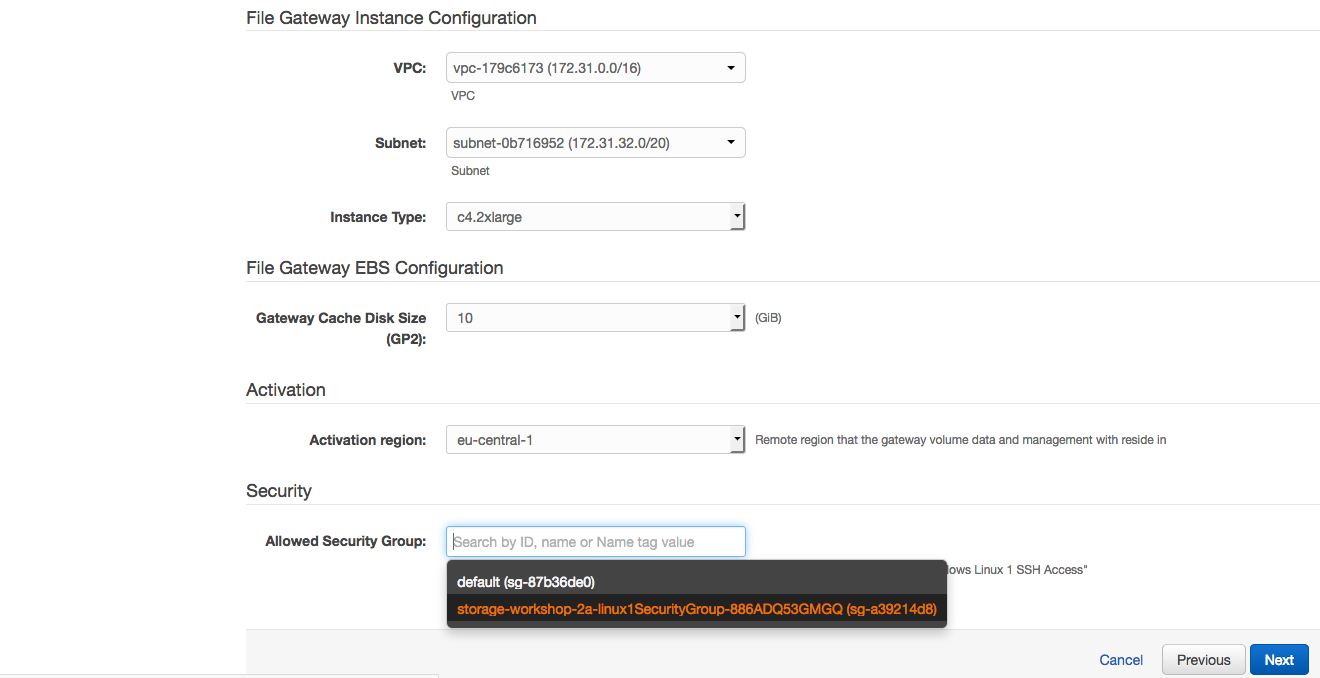 File Gateway Instance Configuration
VPC: vpc-179c6173 (172.31.0.0/16)
VPC
Subnet: subnet-0b716952 (172.31.32.0/20)
Subnet
Instance Type: c4.2xlarge
File Gateway EBS Configuration
Gateway Cache Disk Size 10 (GiB)
(GP2):
Activation
Activation region: eu-central-1 Remote region that the gateway volume data and management with reside in
Security
Allowed Security Group: Search by ID, name or Name tag value
Linux 1 SSH Access"
default (sg-87b36de0)
storage-workshop-2a-linux1SecurityGroup-886ADQ53GMGQ (sg-a39214d8)
Cancel Previous Next